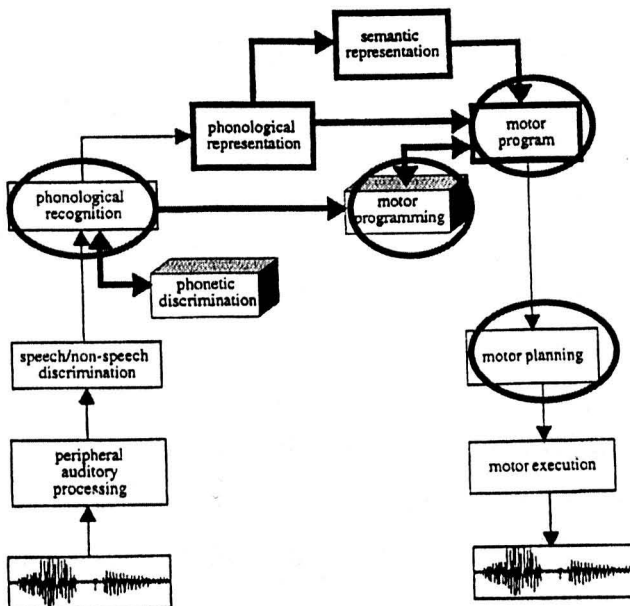 semantic
representation
phonological
representation
motor
program
phonological
recognition
motor
programming
phonetic
discrimination
speech/non-speech
discrimination
motor planning
peripheral
auditory
processing
motor execution